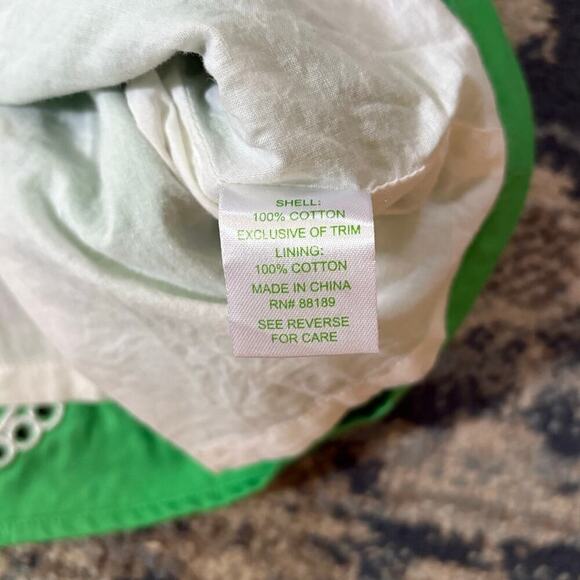 SHELL:
100% COTTON
EXCLUSIVE OF TRIM
LINING:
100% COTTON
MADE IN CHINA
RN# 88189
SEE REVERSE
FOR CARE